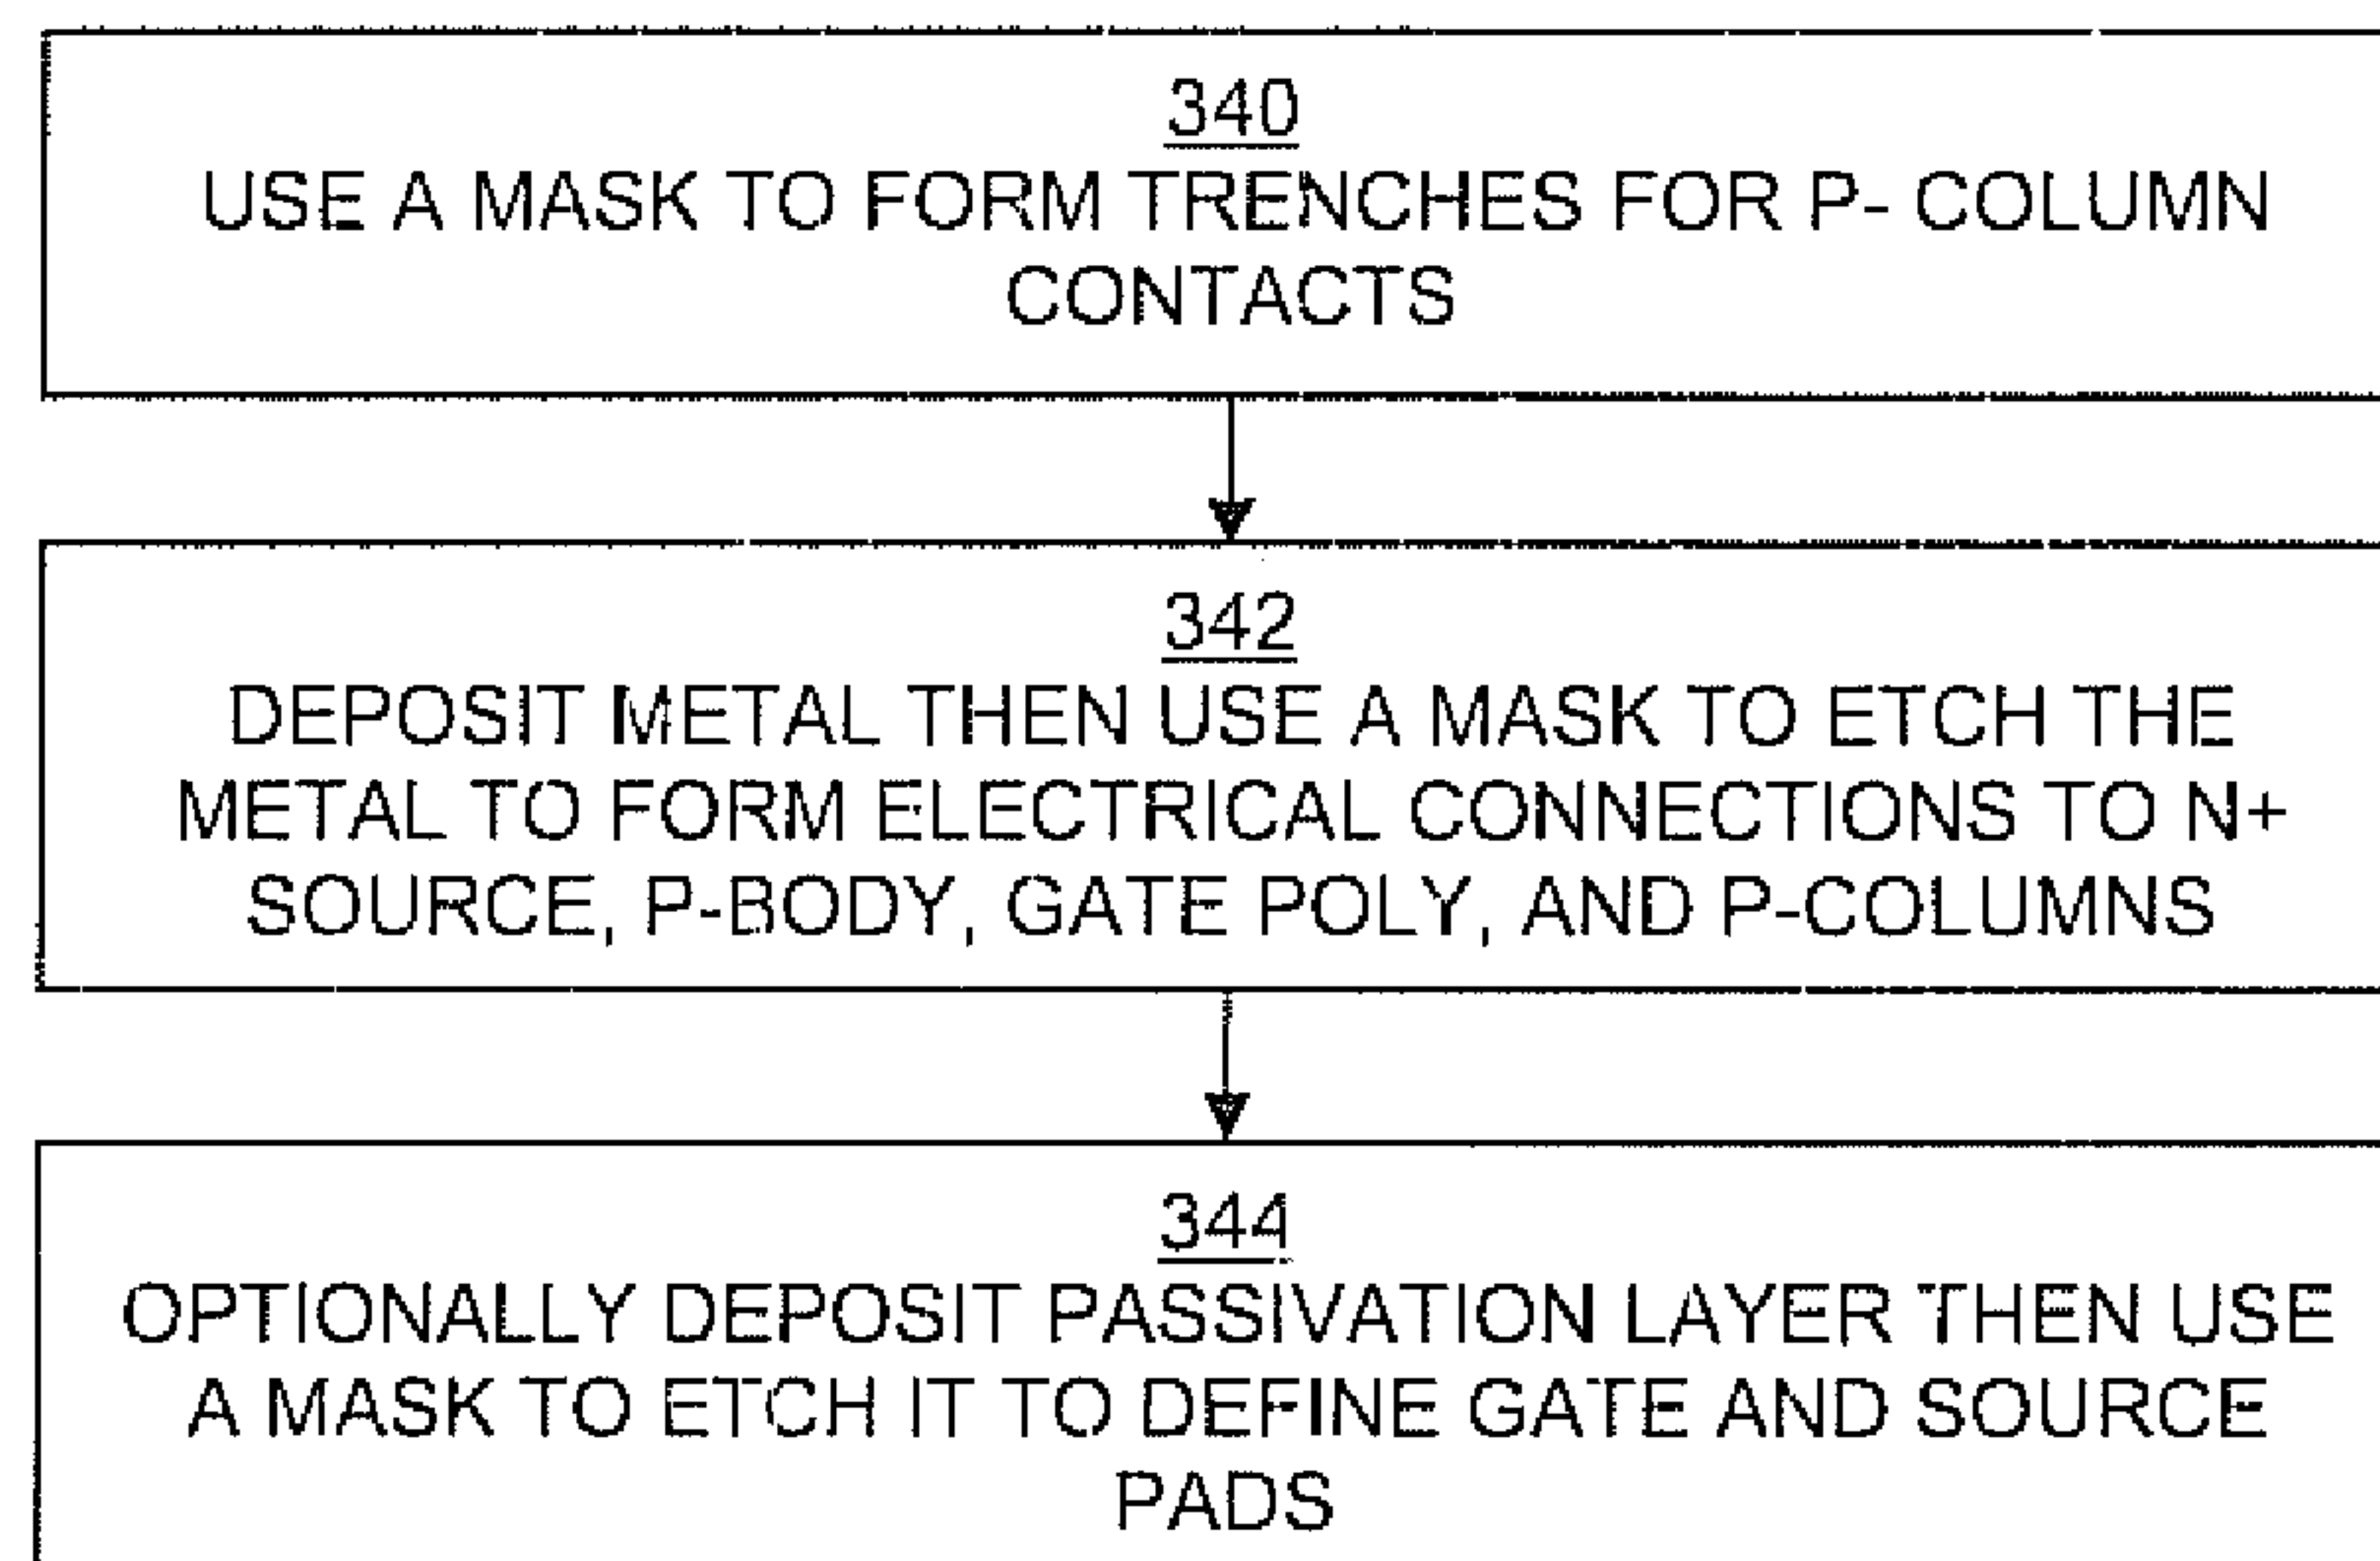 340
USE A MASK TO FORM TRENCHES FOR P- COLUMN
CONTACTS
342
DEPOSIT METAL THEN USE A MASK TO ETCH THE
METAL TO FORM ELECTRICAL CONNECTIONS TO N+
SOURCE, P-BODY, GATE POLY, AND P-COLUMNS
344
OPTIONALLY DEPOSIT PASSIVATION LAYER THEN USE
A MASK TO ETCH IT TO DEFINE GATE AND SOURCE
PADS